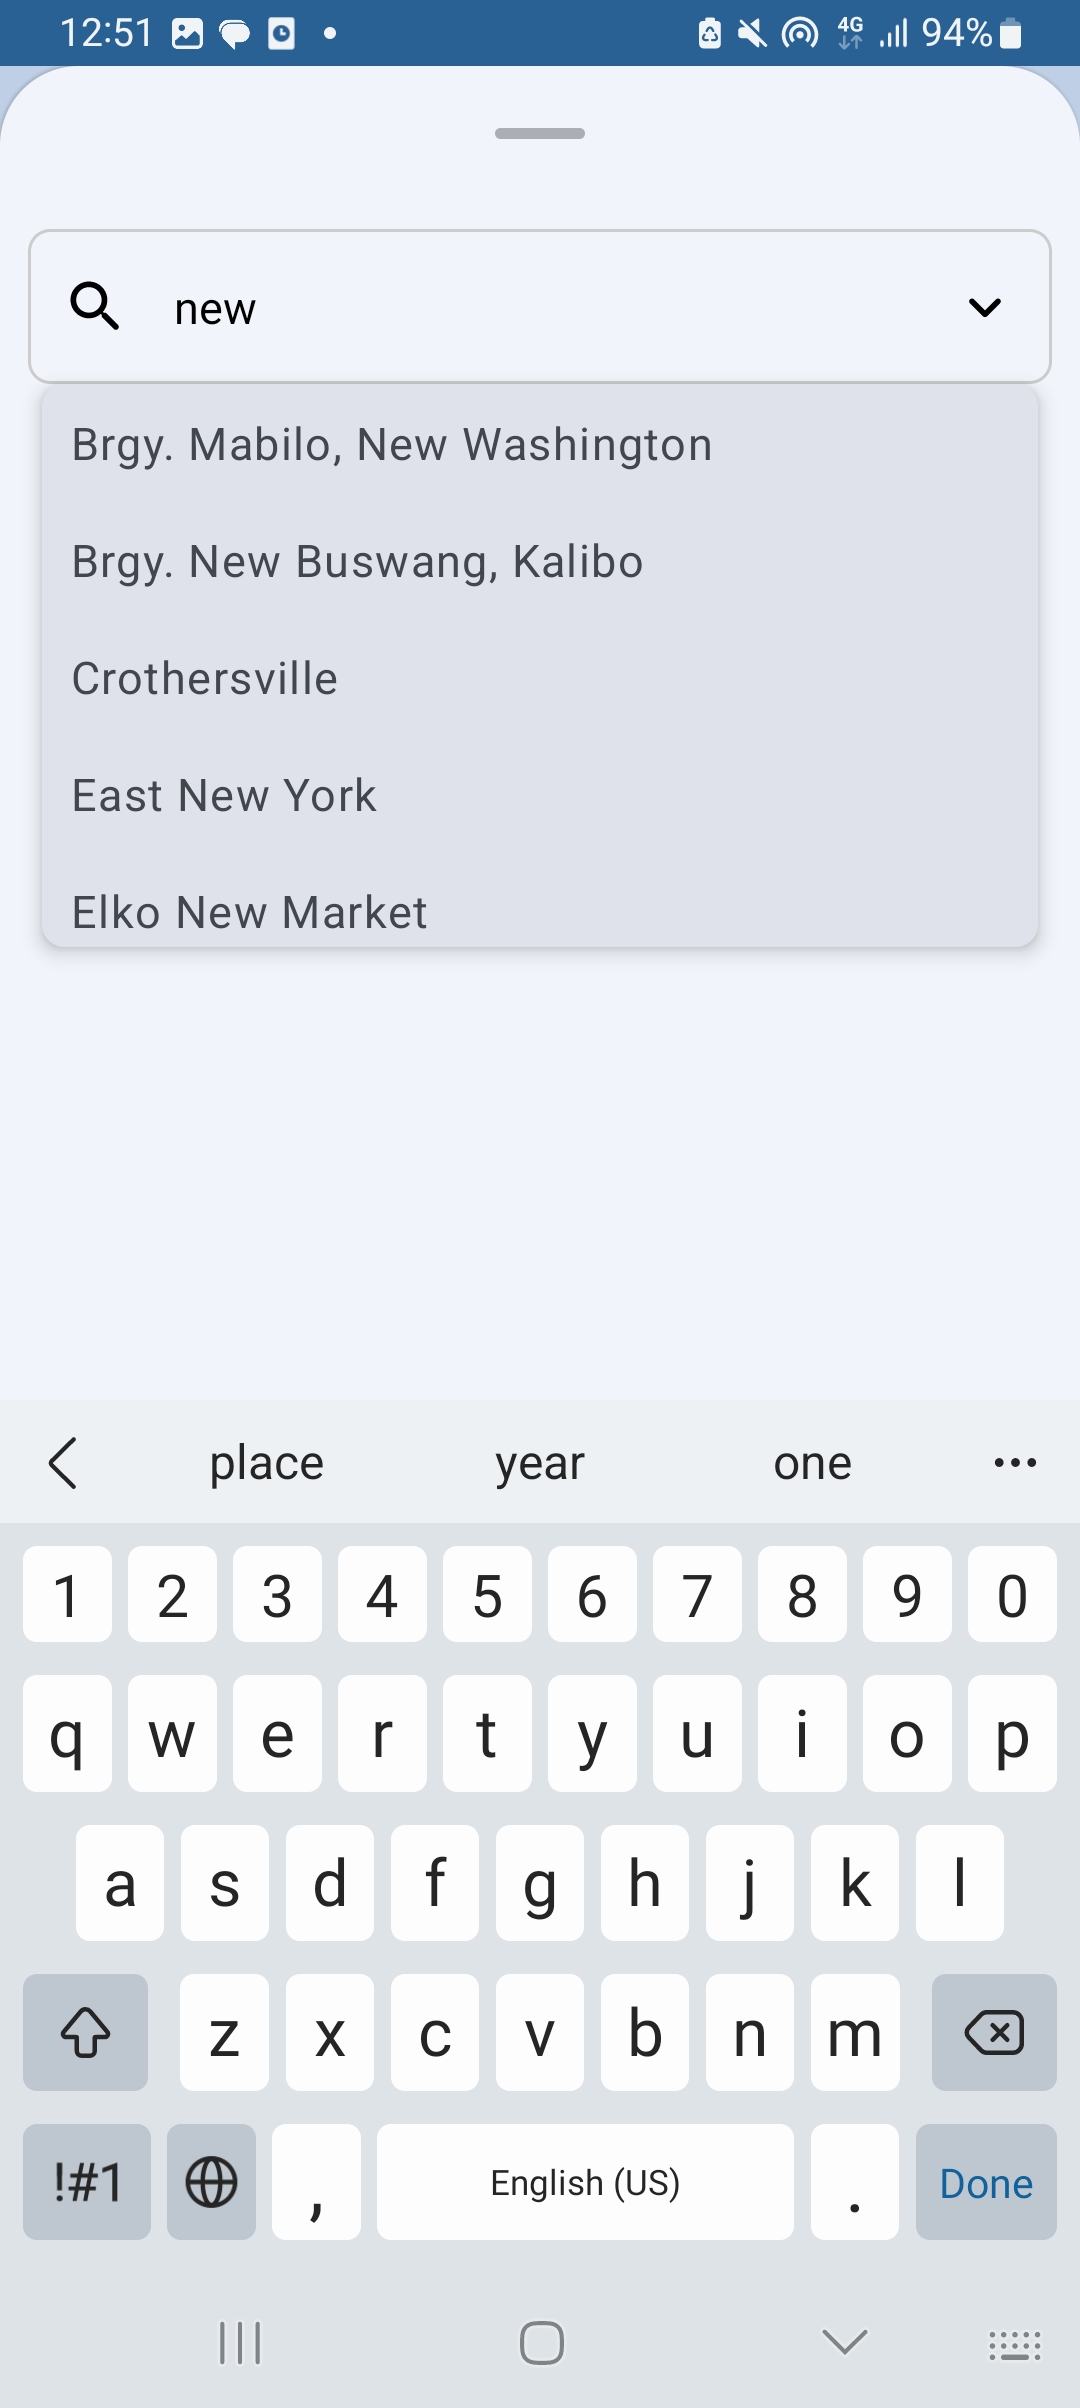 12:51 4G 94%
new
Brgy. Mabilo, New Washington
Brgy. New Buswang, Kalibo
Crothersville
East New York
Elko New Market
place year one
1 2 3 4 5 6 7 8 9 0
q w e r t y u i o p
a s d f g h j k l
z x c v b n m
!#1 , English (US) . Done